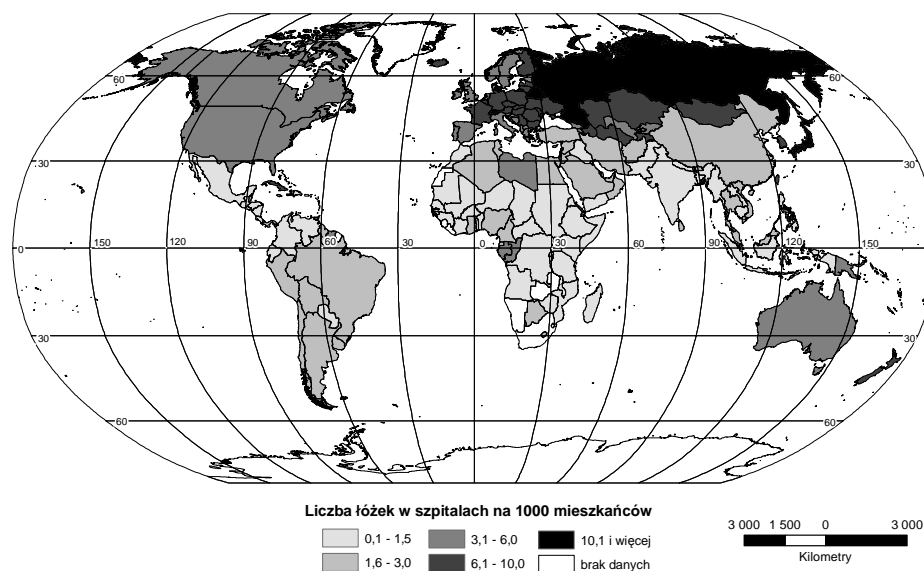 60 60
30 30
0 150 120 90 60 30 0 30 60 90 120 150 0
30 30
60 60
Liczba łóżek w szpitalach na 1000 mieszkańców
0,1 - 1,5 3,1 - 6,0 10,1 i więcej
1,6 - 3,0 6,1 - 10,0 brak danych
3 000 1 500 0 3 000
Kilometry